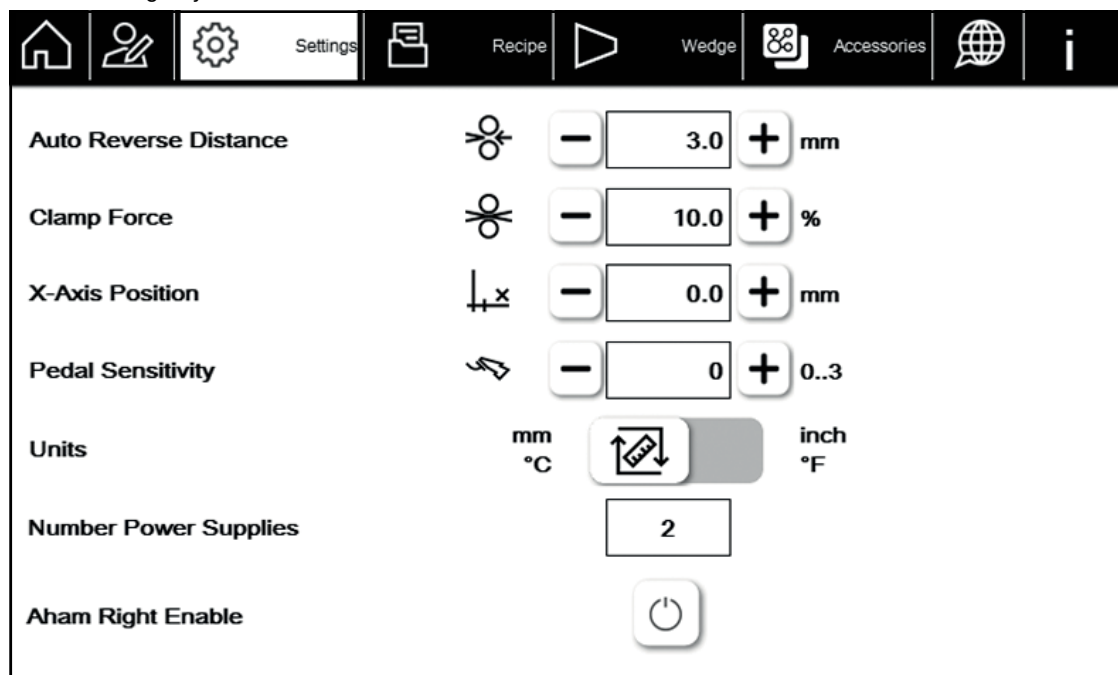 Settings Recipe Wedge Accessories i
Auto Reverse Distance 3.0 mm
Clamp Force 10.0 %
X-Axis Position x 0.0 mm
Pedal Sensitivity 0 0..3
Units mm °C inch °F
Number Power Supplies 2
Aham Right Enable